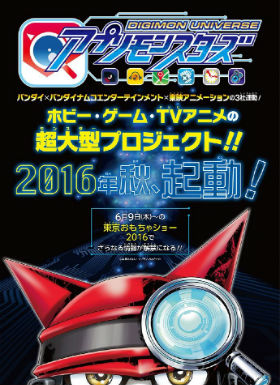 DIGIMON UNIVERSE
アプリモンスターズ
バンダイ×バンダイナムコエンターテインメント×東映アニメーションの3社連動!
ホビー・ゲーム・TVアニメの
超大型プロジェクト!!
2016年秋、起動!
6月9日(木)~の
東京おもちゃショー
2016で
さらなる情報が解禁になる!!